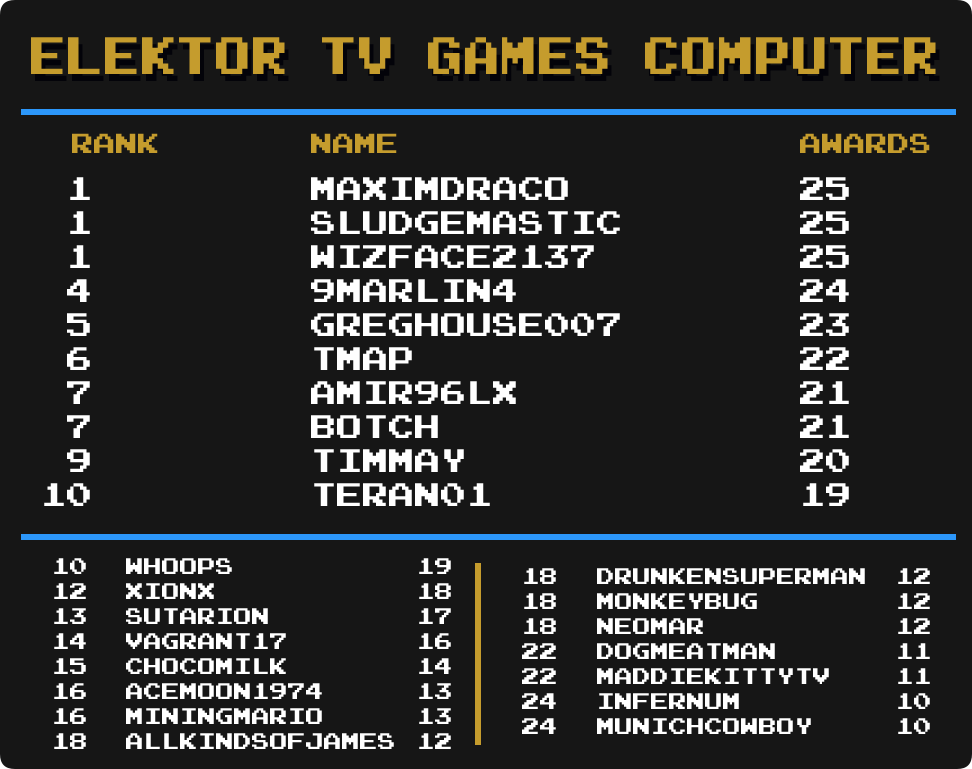 ELEKTOR TV GAMES COMPUTER
RANK NAME AWARDS
1 MAXIMDRACO 25
1 SLUDGEMASTIC 25
1 WIZFACE2137 25
4 9MARLIN4 24
5 GREGHOUSE007 23
6 TMAP 22
7 AMIR96LX 21
7 BOTCH 21
9 TIMMAY 20
10 TERAN01 19
10 WHOOPS 19
12 XIONX 18
13 SUTARION 17
14 VAGRANT17 16
15 CHOCOMILK 14
16 ACEMOON1974 13
16 MININGMARIO 13
18 ALLKINDSOFJAMES 12
18 DRUNKENSUPERMAN 12
18 MONKEYBUG 12
18 NEOMAR 12
22 DOGMEATMAN 11
22 MADDIEKITTYTV 11
24 INFERNUM 10
24 MUNICHCOWBOY 10